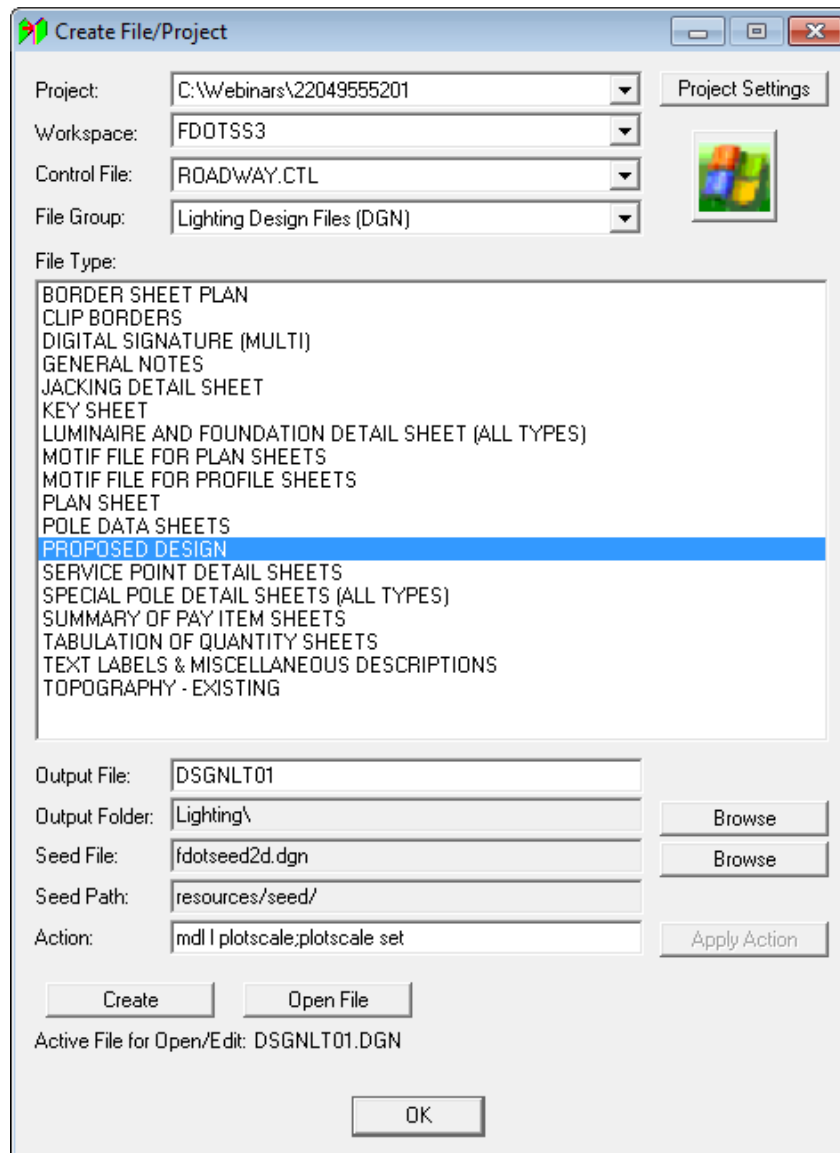 Create File/Project
Project: C:\Webinars\22049555201 Project Settings
Workspace: FDOTSS3
Control File: ROADWAY.CTL
File Group: Lighting Design Files (DGN)
File Type:
BORDER SHEET PLAN
CLIP BORDERS
DIGITAL SIGNATURE (MULTI)
GENERAL NOTES
JACKING DETAIL SHEET
KEY SHEET
LUMINAIRE AND FOUNDATION DETAIL SHEET (ALL TYPES)
MOTIF FILE FOR PLAN SHEETS
MOTIF FILE FOR PROFILE SHEETS
PLAN SHEET
POLE DATA SHEETS
PROPOSED DESIGN
SERVICE POINT DETAIL SHEETS
SPECIAL POLE DETAIL SHEETS (ALL TYPES)
SUMMARY OF PAY ITEM SHEETS
TABULATION OF QUANTITY SHEETS
TEXT LABELS & MISCELLANEOUS DESCRIPTIONS
TOPOGRAPHY - EXISTING
Output File: DSGNLT01
Output Folder: Lighting\ Browse
Seed File: fdotseed2d.dgn Browse
Seed Path: resources/seed/
Action: mdl l plotscale;plotscale set Apply Action
Create Open File
Active File for Open/Edit: DSGNLT01.DGN
OK